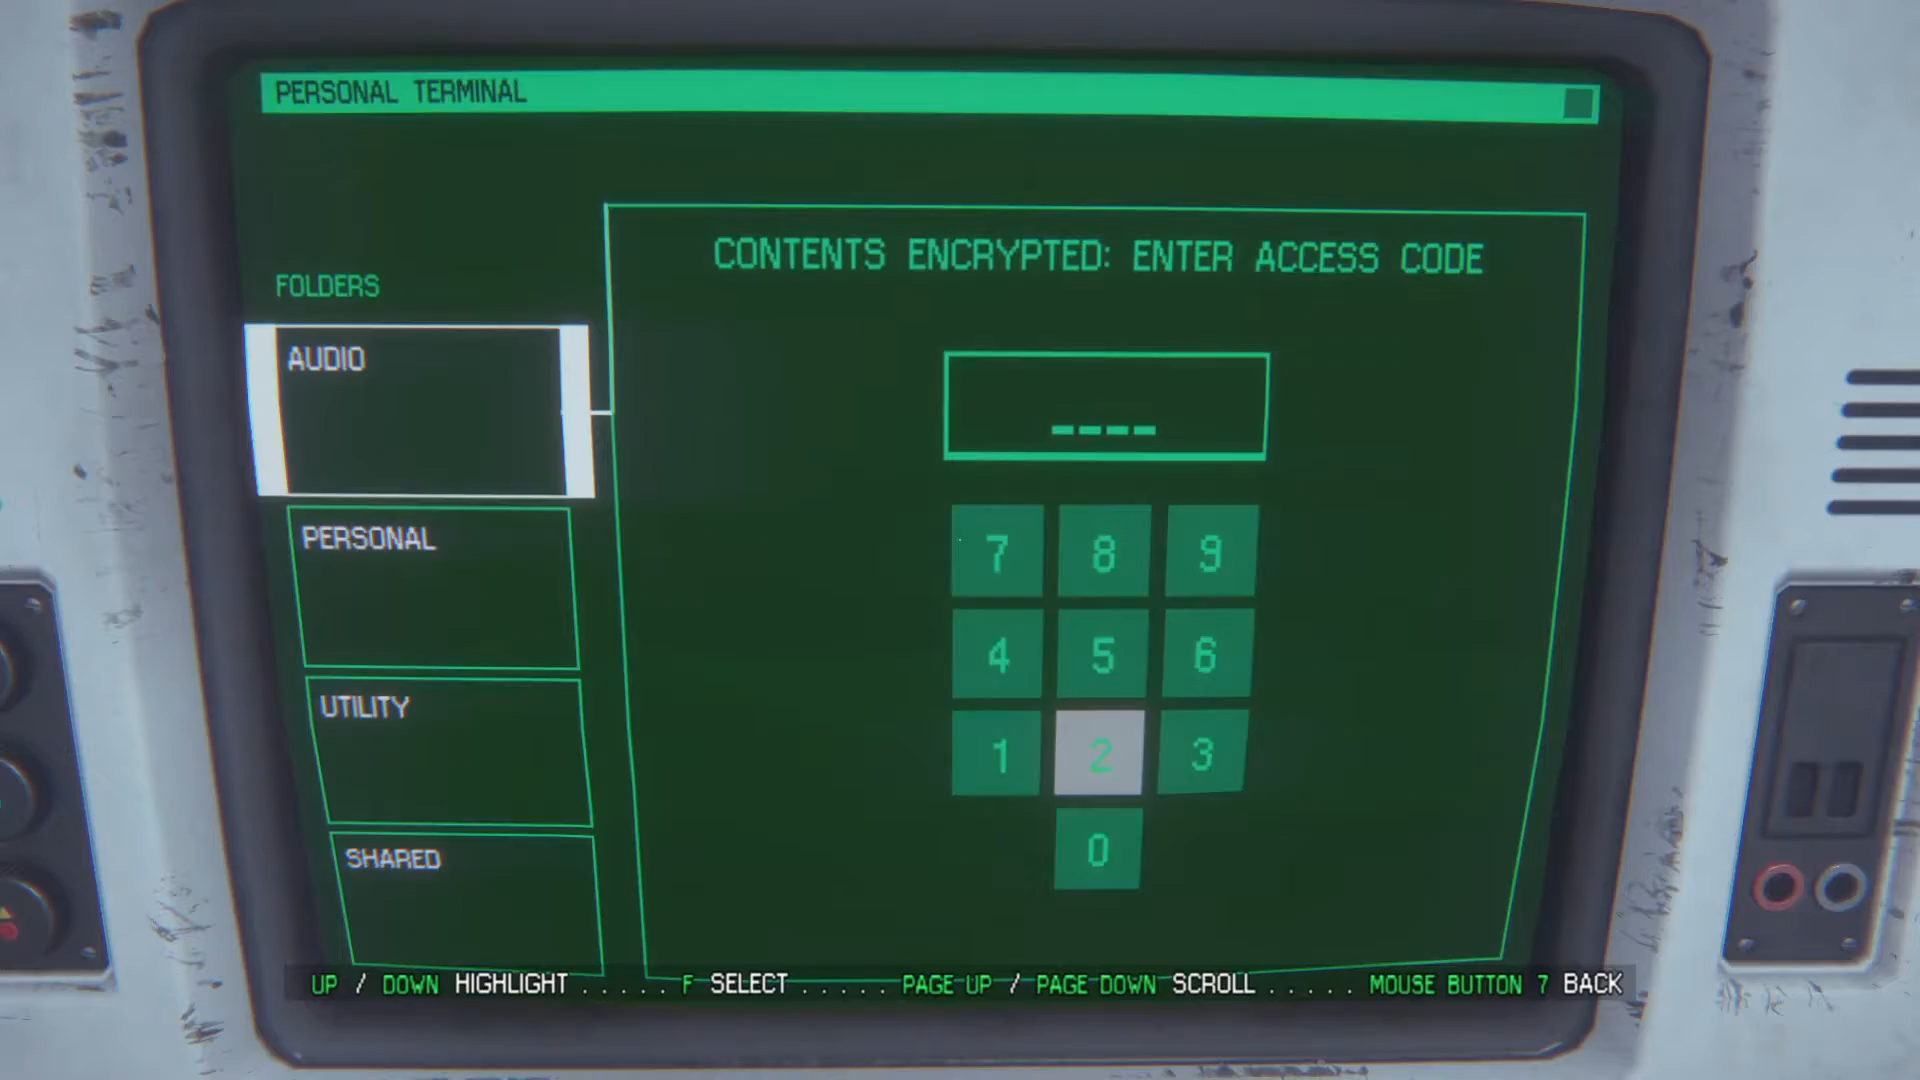 PERSONAL TERMINAL
CONTENTS ENCRYPTED: ENTER ACCESS CODE
FOLDERS
AUDIO
PERSONAL
UTILITY
SHARED
7 8 9
4 5 6
1 2 3
0
UP / DOWN HIGHLIGHT ..... F SELECT ..... PAGE UP / PAGE DOWN SCROLL ..... MOUSE BUTTON 7 BACK